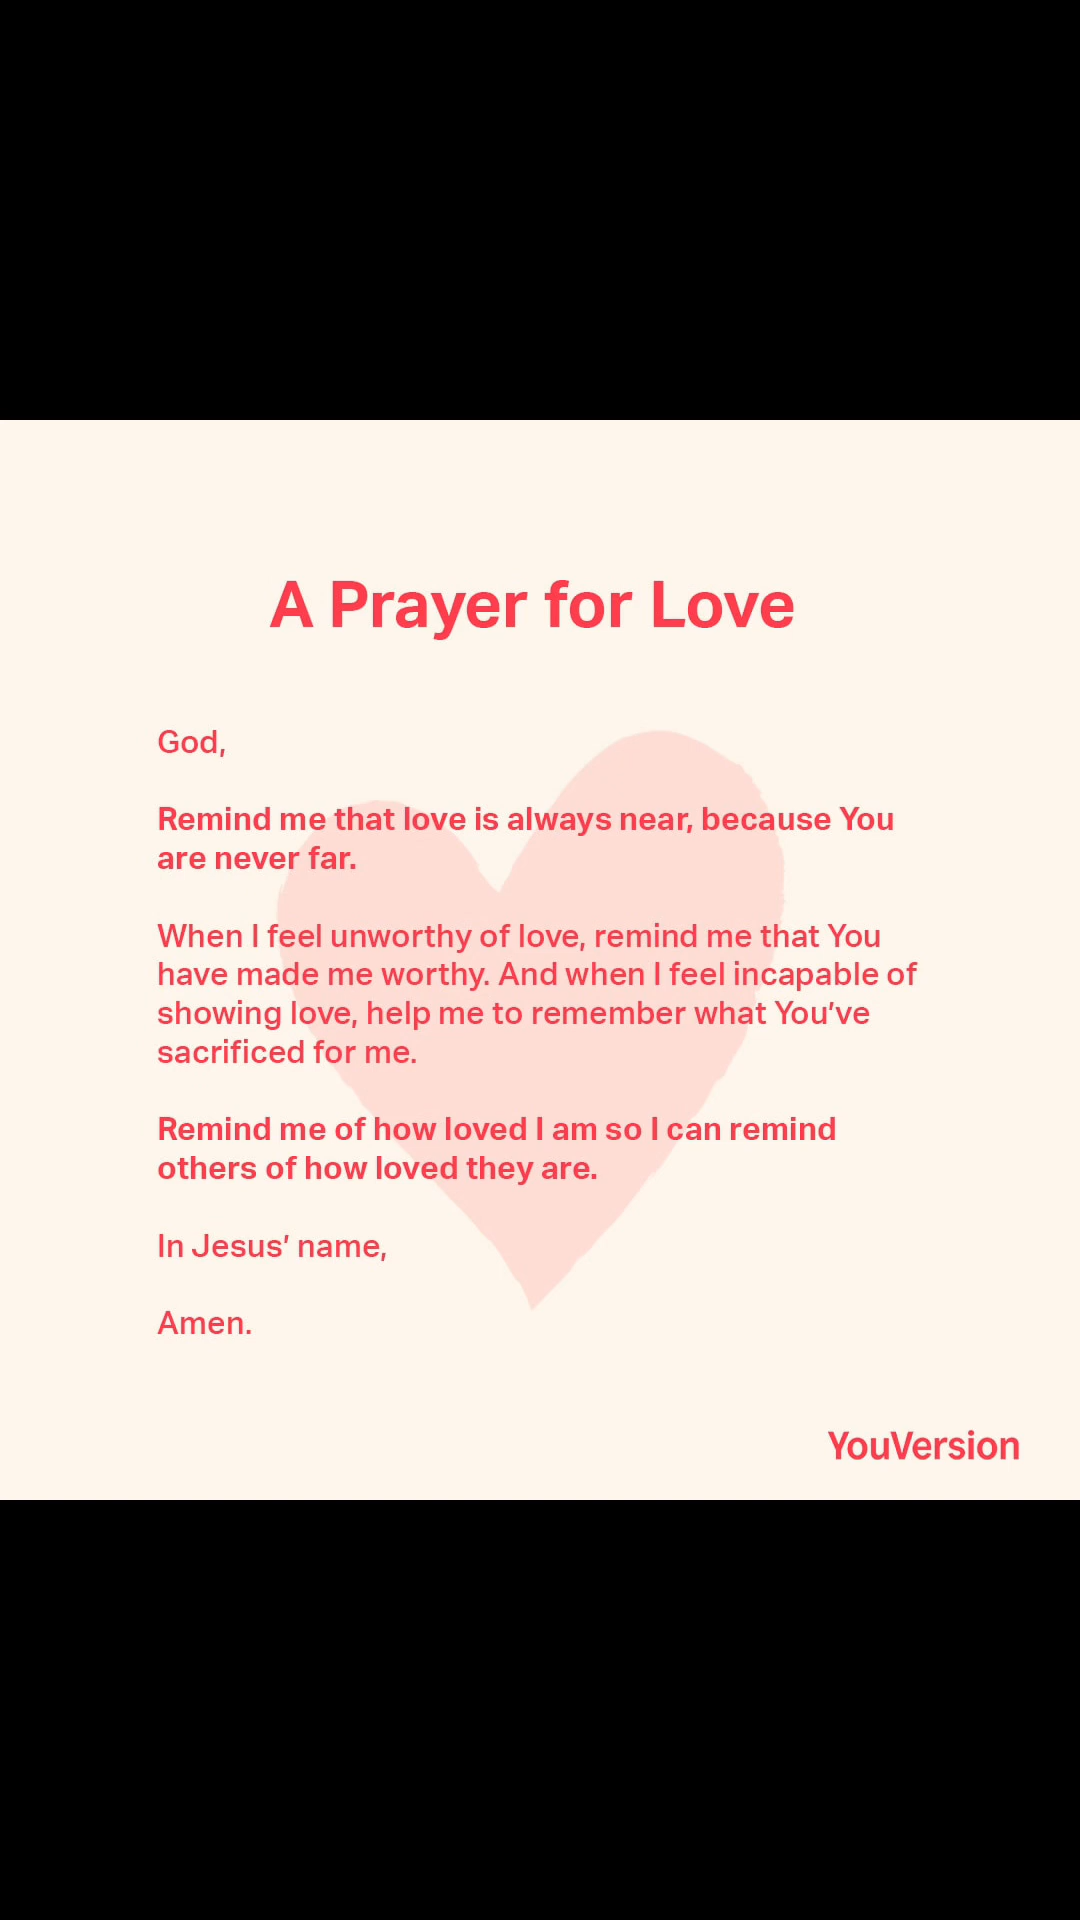 A Prayer for Love
God,
Remind me that love is always near, because You
are never far.
When I feel unworthy of love, remind me that You
have made me worthy. And when I feel incapable of
showing love, help me to remember what You’ve
sacrificed for me.
Remind me of how loved I am so I can remind
others of how loved they are.
In Jesus’ name,
Amen.
YouVersion